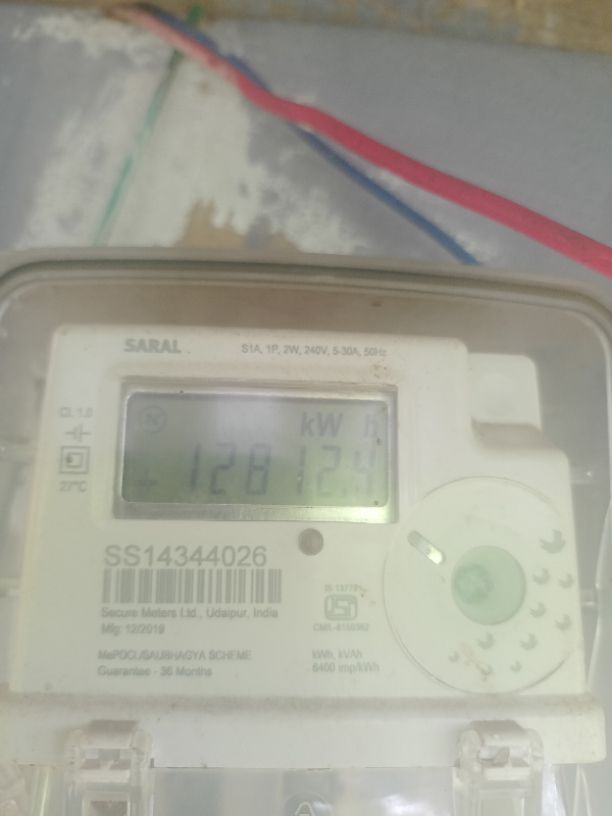 SARAL
S1A, 1P, 2W, 240V, 5-30A, 50Hz
CL 1.0
N
kW h
12812.4
27°C
SS14344026
Secure Meters Ltd., Udaipur, India
Mfg: 12/2019
SAUBHAGYA SCHEME
Guarantee - 36 Months
kWh, kVAh
6400 imp/kWh